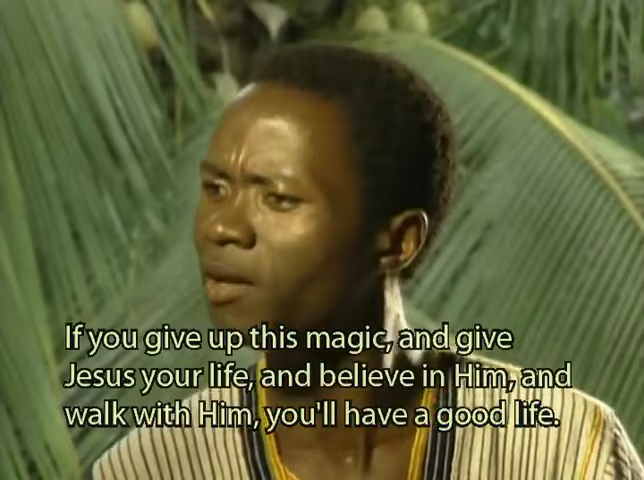 If you give up this magic, and give
Jesus your life, and believe in Him, and
walk with Him, you'll have a good life.